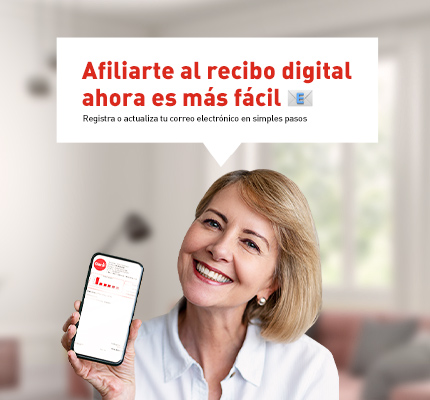 Afiliarte al recibo digital
ahora es más fácil
Registra o actualiza tu correo electrónico en simples pasos